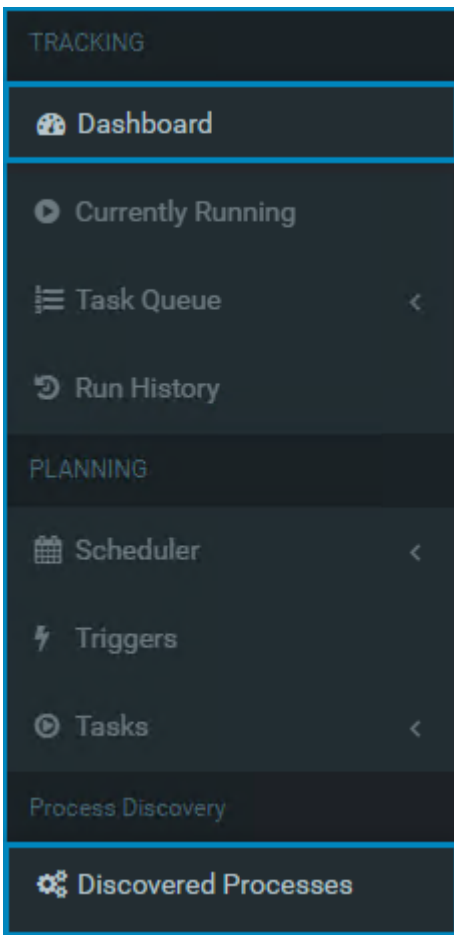 TRACKING
Dashboard
Currently Running
Task Queue
Run History
PLANNING
Scheduler
Triggers
Tasks
Process Discovery
Discovered Processes